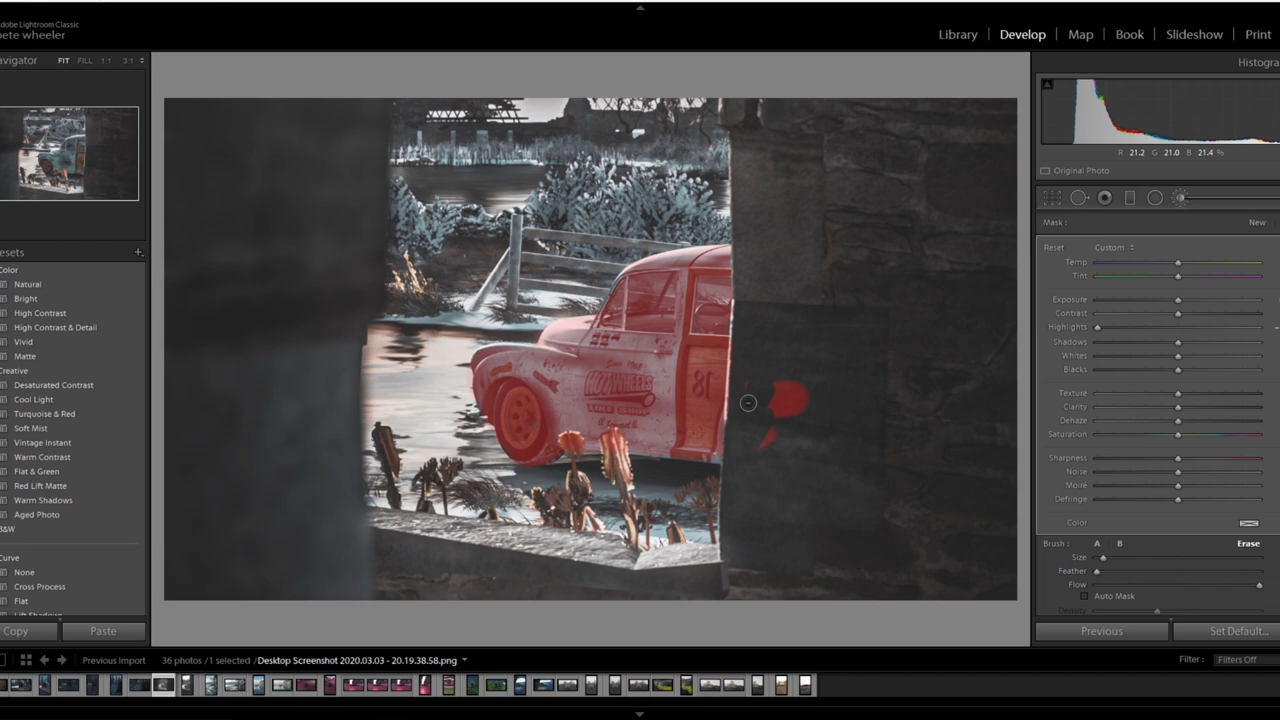 dobe Lightroom Classic
pete wheeler
Library | Develop | Map | Book | Slideshow | Print
avigator FIT FILL 1:1 3:1
Histogra
R 21.2 G 21.0 B 21.4 %
Original Photo
Mask : New
Reset Custom
Temp
Tint
Exposure
Contrast
Highlights
Shadows
Whites
Blacks
Texture
Clarity
Dehaze
Saturation
Sharpness
Noise
Moiré
Defringe
Color
Brush : A B Erase
Size
Feather
Flow
Auto Mask
Density
Previous Set Default...
esets +
Color
Natural
Bright
High Contrast
High Contrast & Detail
Vivid
Matte
Creative
Desaturated Contrast
Cool Light
Turquoise & Red
Soft Mist
Vintage Instant
Warm Contrast
Flat & Green
Red Lift Matte
Warm Shadows
Aged Photo
B&W
Curve
None
Cross Process
Flat
Lift Shadows
Copy Paste
HOTWHEELS
18
Previous Import 36 photos /1 selected /Desktop Screenshot 2020.03.03 - 20.19.38.58.png
Filter : Filters Off